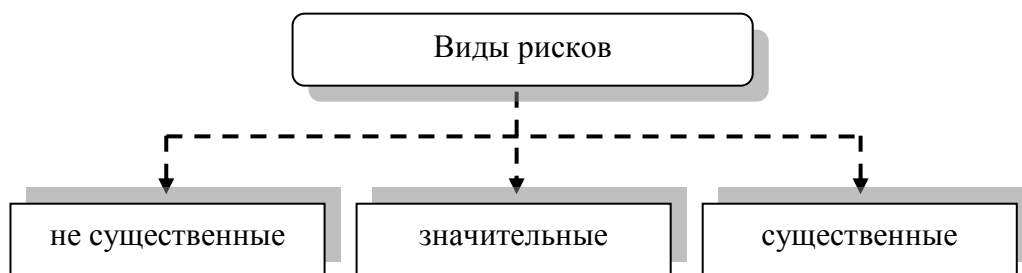 Виды рисков
не существенные
значительные
существенные